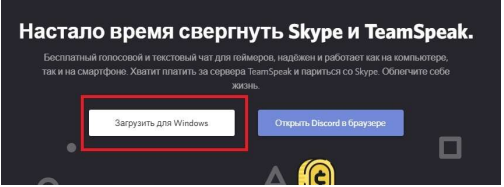 Настало время свергнуть Skype и TeamSpeak.
Бесплатный голосовой и текстовый чат для геймеров, надёжен и работает как на компьютере,
так и на смартфоне. Хватит платить за сервера TeamSpeak и париться со Skype. Облегчите себе
жизнь.
Загрузить для Windows
Открыть Discord в браузере